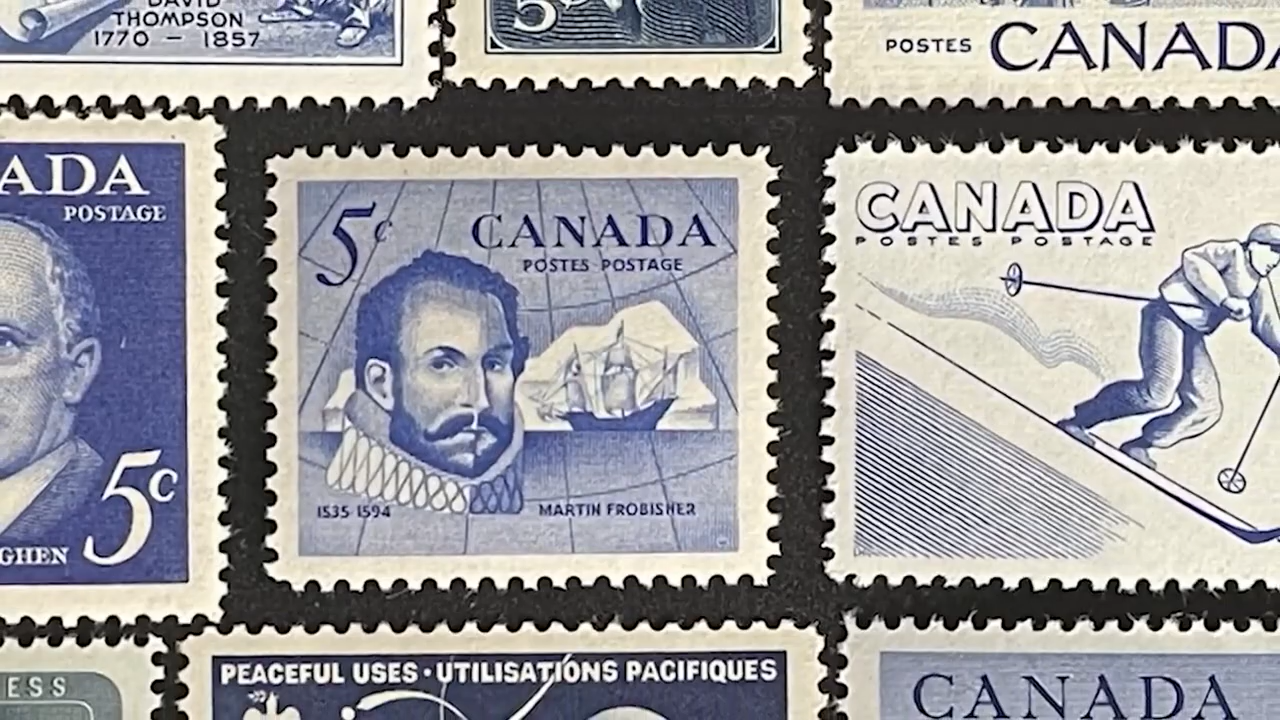 DAVID
THOMPSON
1770 – 1857
5
POSTES CANADA
ADA
POSTAGE
5c
GHEN
5c
CANADA
POSTES POSTAGE
1535-1594
MARTIN FROBISHER
CANADA
POSTES POSTAGE
ESS
PEACEFUL USES · UTILISATIONS PACIFIQUES
CANADA